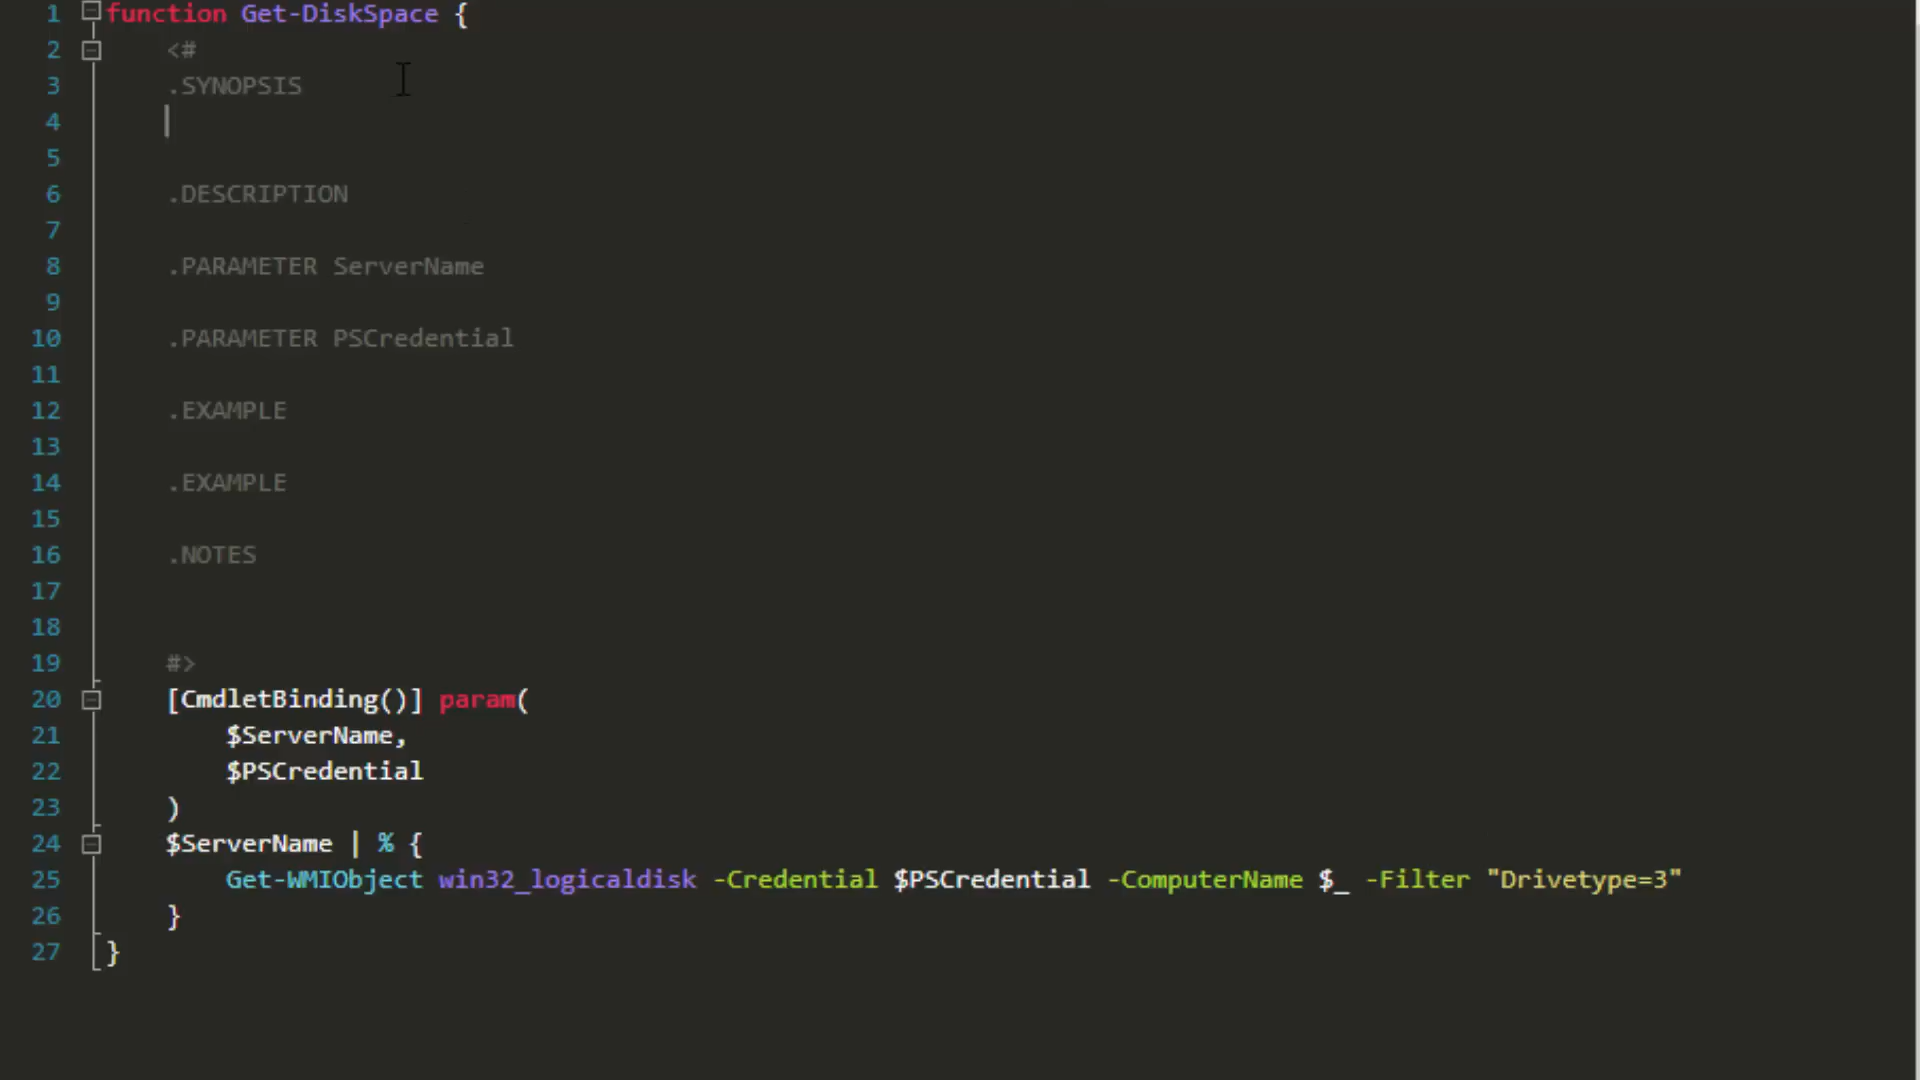 1 function Get-DiskSpace {
2 <#
3 .SYNOPSIS
4
5
6 .DESCRIPTION
7
8 .PARAMETER ServerName
9
10 .PARAMETER PSCredential
11
12 .EXAMPLE
13
14 .EXAMPLE
15
16 .NOTES
17
18
19 #>
20 [CmdletBinding()] param(
21 $ServerName,
22 $PSCredential
23 )
24 $ServerName | % {
25 Get-WMIObject win32_logicaldisk -Credential $PSCredential -ComputerName $_ -Filter "Drivetype=3"
26 }
27 }